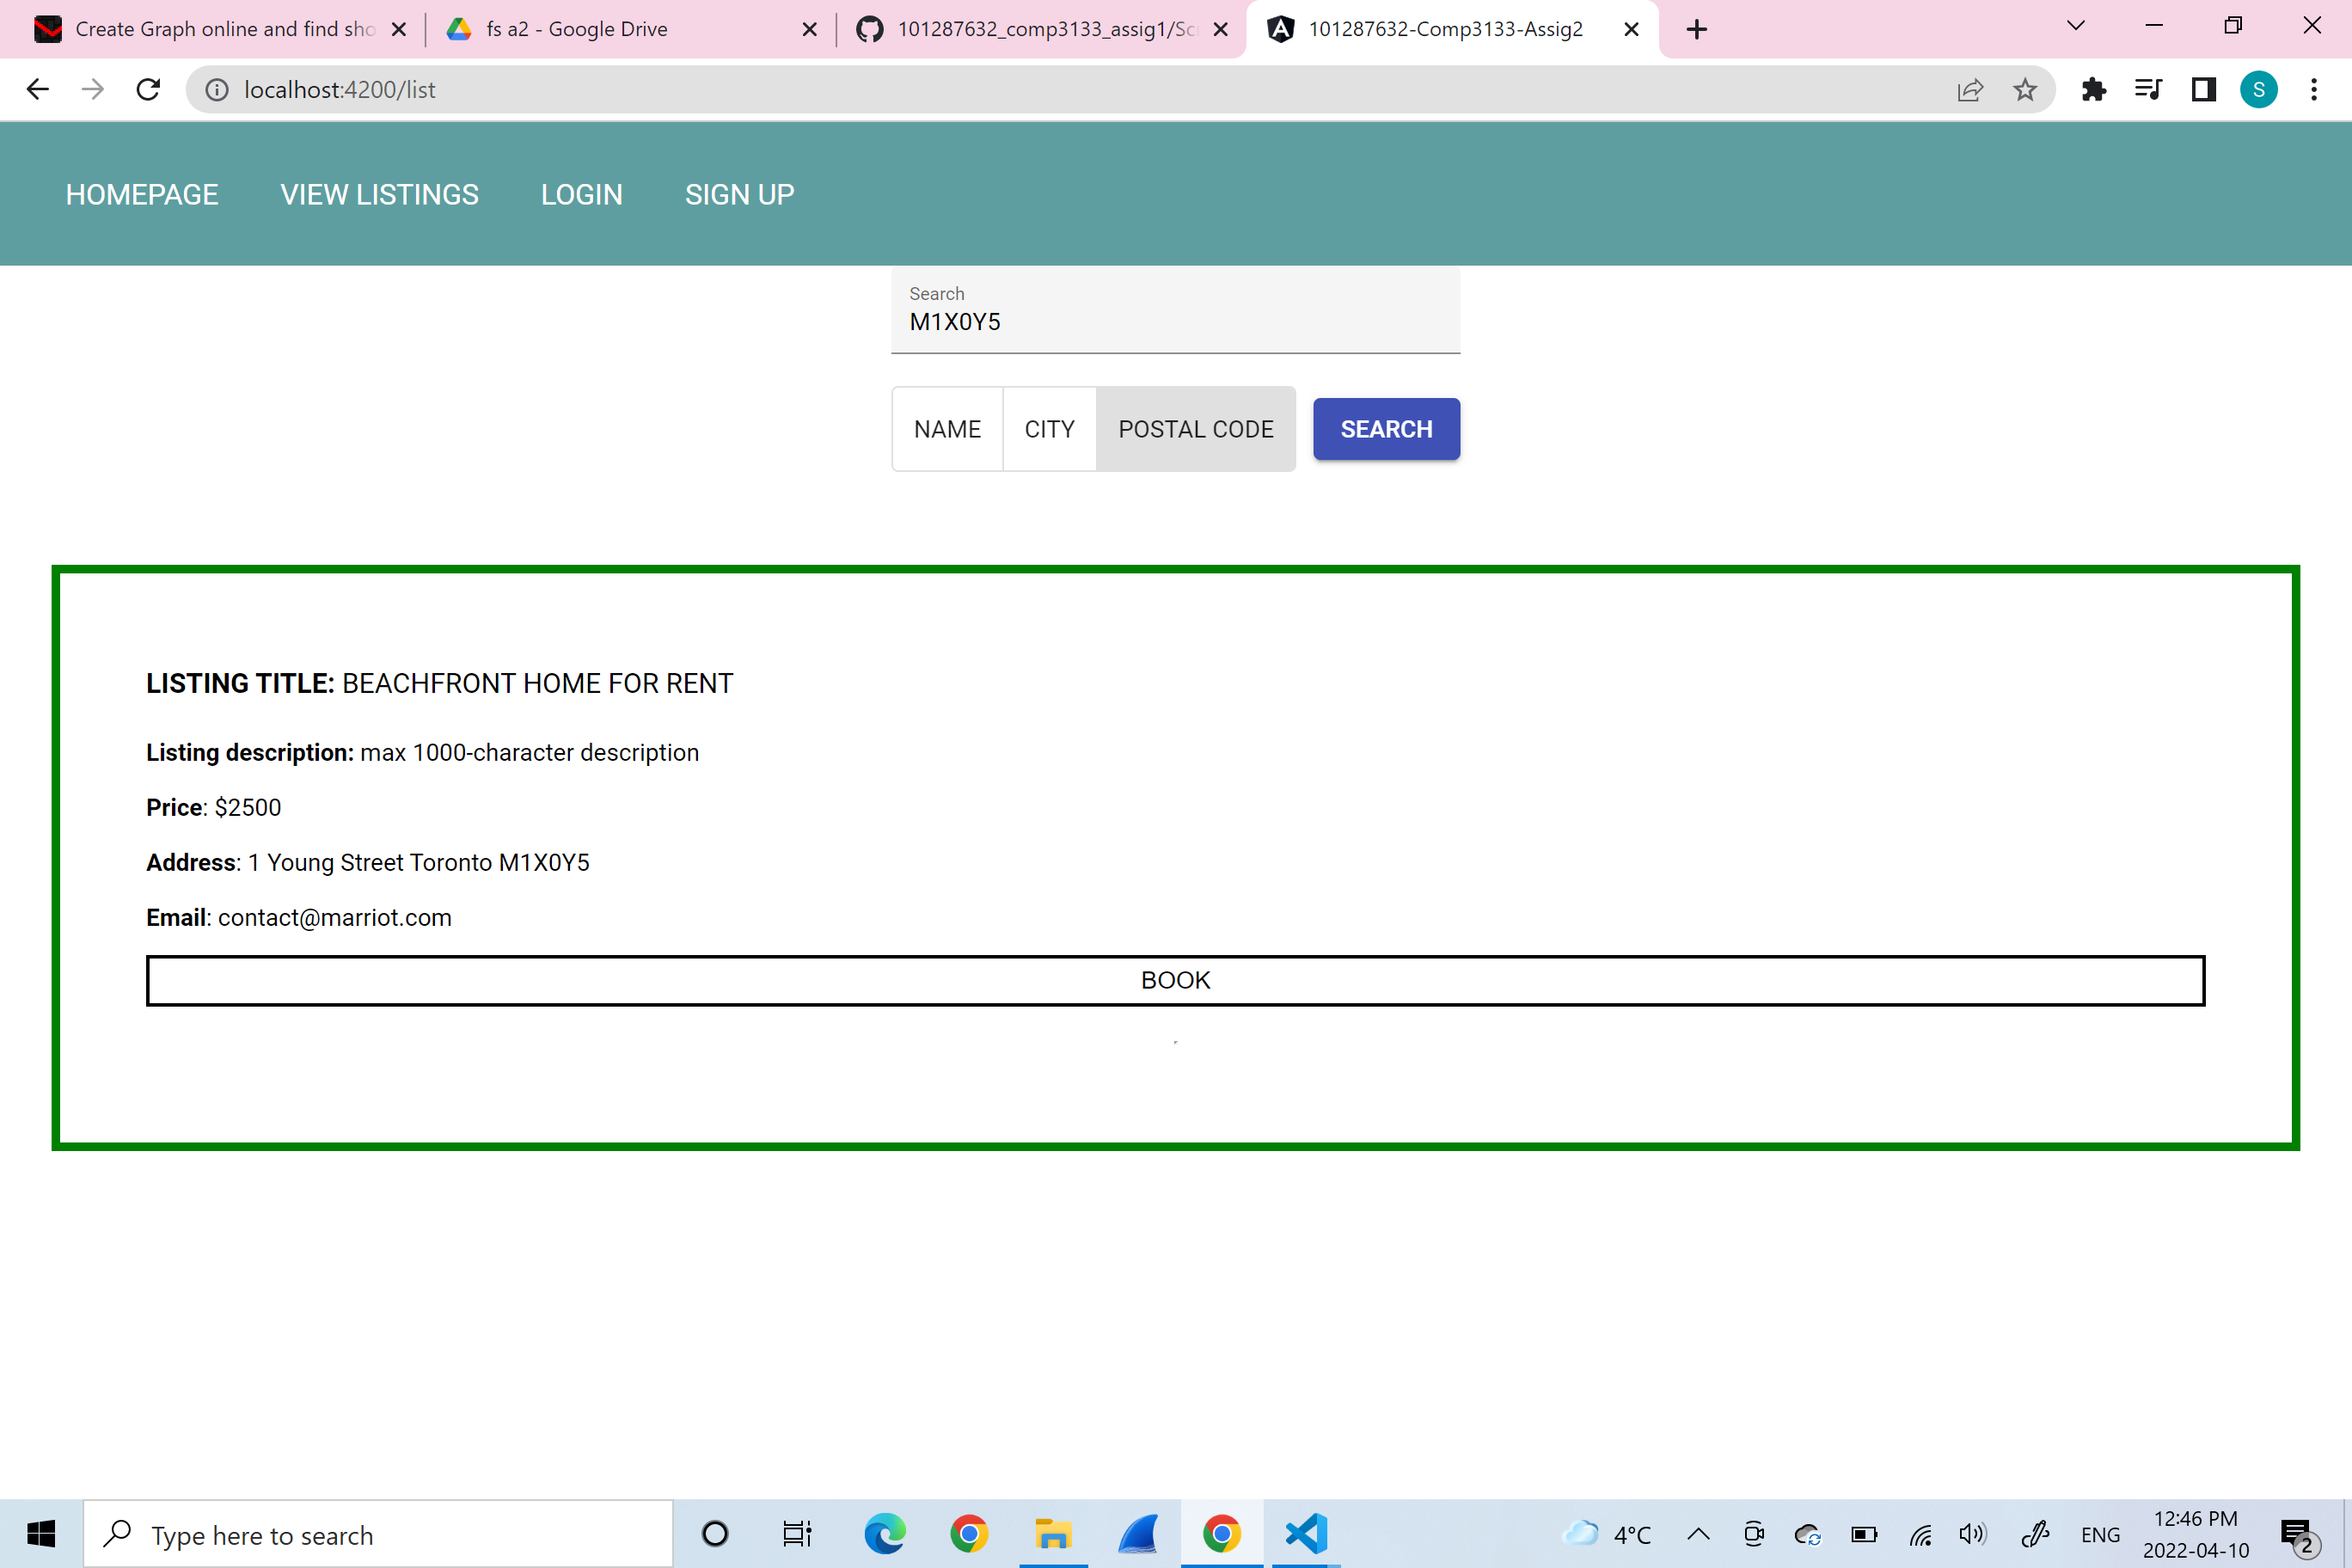 Create Graph online and find sho
fs a2 - Google Drive
101287632_comp3133_assig1/Sc
101287632-Comp3133-Assig2
localhost:4200/list
S
HOMEPAGE VIEW LISTINGS LOGIN SIGN UP
Search
M1X0Y5
NAME CITY POSTAL CODE SEARCH
LISTING TITLE: BEACHFRONT HOME FOR RENT
Listing description: max 1000-character description
Price: $2500
Address: 1 Young Street Toronto M1X0Y5
Email: contact@marriot.com
BOOK
Type here to search
4°C
ENG
12:46 PM
2022-04-10
2